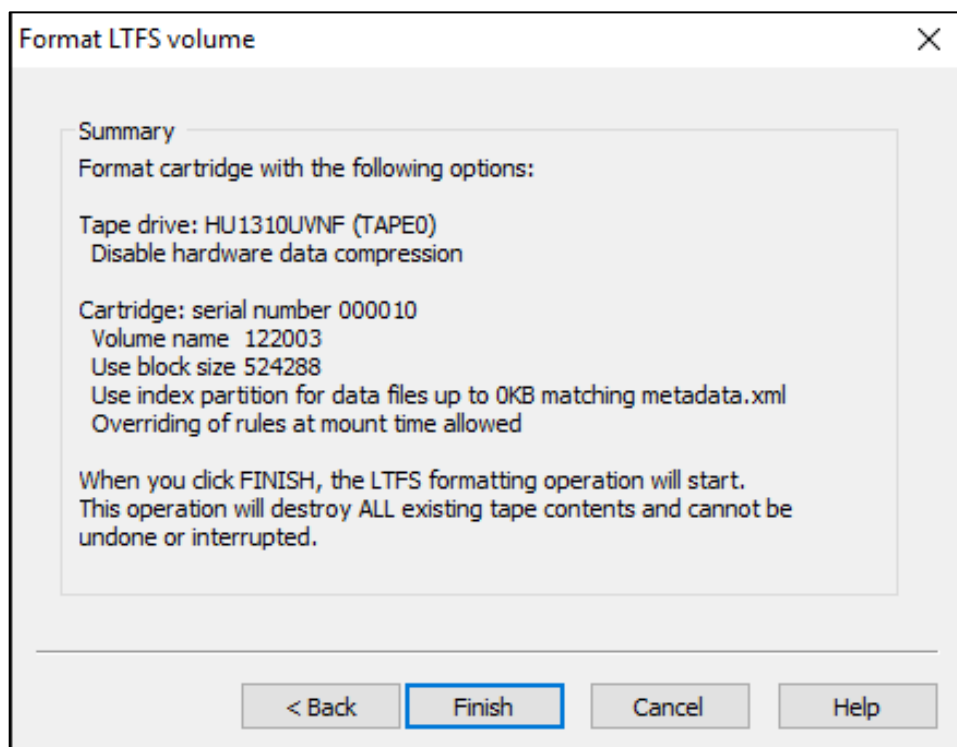 Format LTFS volume
Summary
Format cartridge with the following options:
Tape drive: HU1310UVNF (TAPE0)
Disable hardware data compression
Cartridge: serial number 000010
Volume name 122003
Use block size 524288
Use index partition for data files up to 0KB matching metadata.xml
Overriding of rules at mount time allowed
When you click FINISH, the LTFS formatting operation will start.
This operation will destroy ALL existing tape contents and cannot be
undone or interrupted.
< Back Finish Cancel Help